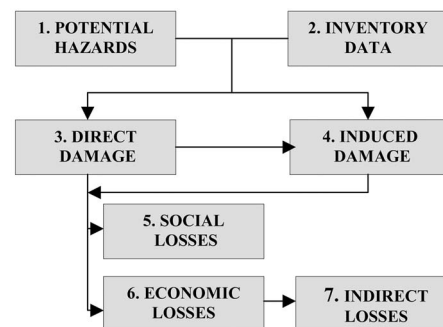 1. POTENTIAL
HAZARDS
2. INVENTORY
DATA
3. DIRECT
DAMAGE
4. INDUCED
DAMAGE
5. SOCIAL
LOSSES
6. ECONOMIC
LOSSES
7. INDIRECT
LOSSES